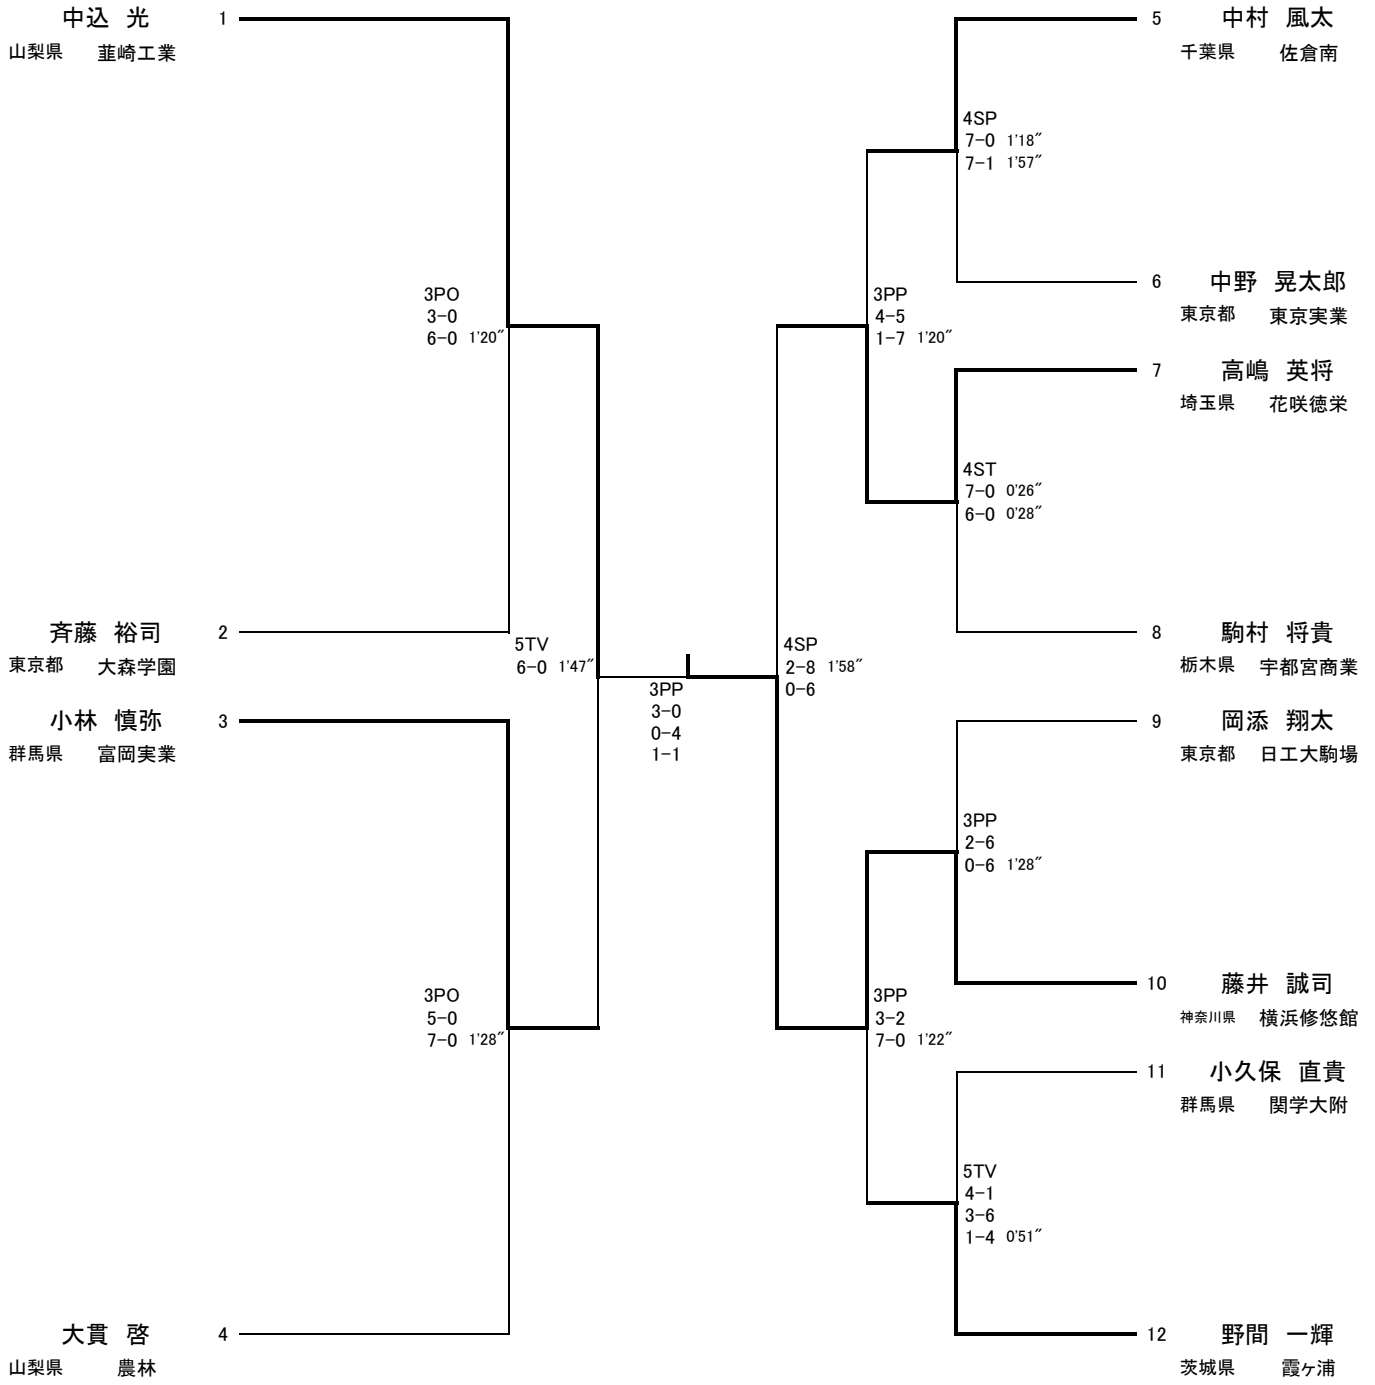 中込 光 1
山梨県 韮崎工業
3PO
3-0
6-0 1'20″
斉藤 裕司 2
東京都 大森学園
5TV
6-0 1'47″
小林 慎弥 3
群馬県 富岡実業
3PO
5-0
7-0 1'28″
大貫 啓 4
山梨県 農林
3PP
3-0
0-4
1-1
5 中村 風太
千葉県 佐倉南
4SP
7-0 1'18″
7-1 1'57″
6 中野 晃太郎
東京都 東京実業
3PP
4-5
1-7 1'20″
7 高嶋 英将
埼玉県 花咲徳栄
4ST
7-0 0'26″
6-0 0'28″
8 駒村 将貴
栃木県 宇都宮商業
4SP
2-8 1'58″
0-6
9 岡添 翔太
東京都 日工大駒場
3PP
2-6
0-6 1'28″
10 藤井 誠司
神奈川県 横浜修悠館
3PP
3-2
7-0 1'22″
11 小久保 直貴
群馬県 関学大附
5TV
4-1
3-6
1-4 0'51″
12 野間 一輝
茨城県 霞ヶ浦